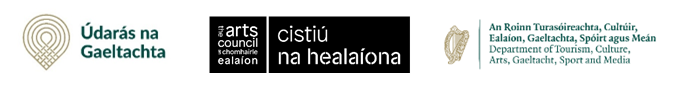 Údarás na
Gaeltachta
the arts
council
chomhairle
ealaíon
cistiú
na healaíona
An Roinn Turasóireachta, Cultúir,
Ealaíon, Gaeltachta, Spóirt agus Meán
Department of Tourism, Culture,
Arts, Gaeltacht, Sport and Media